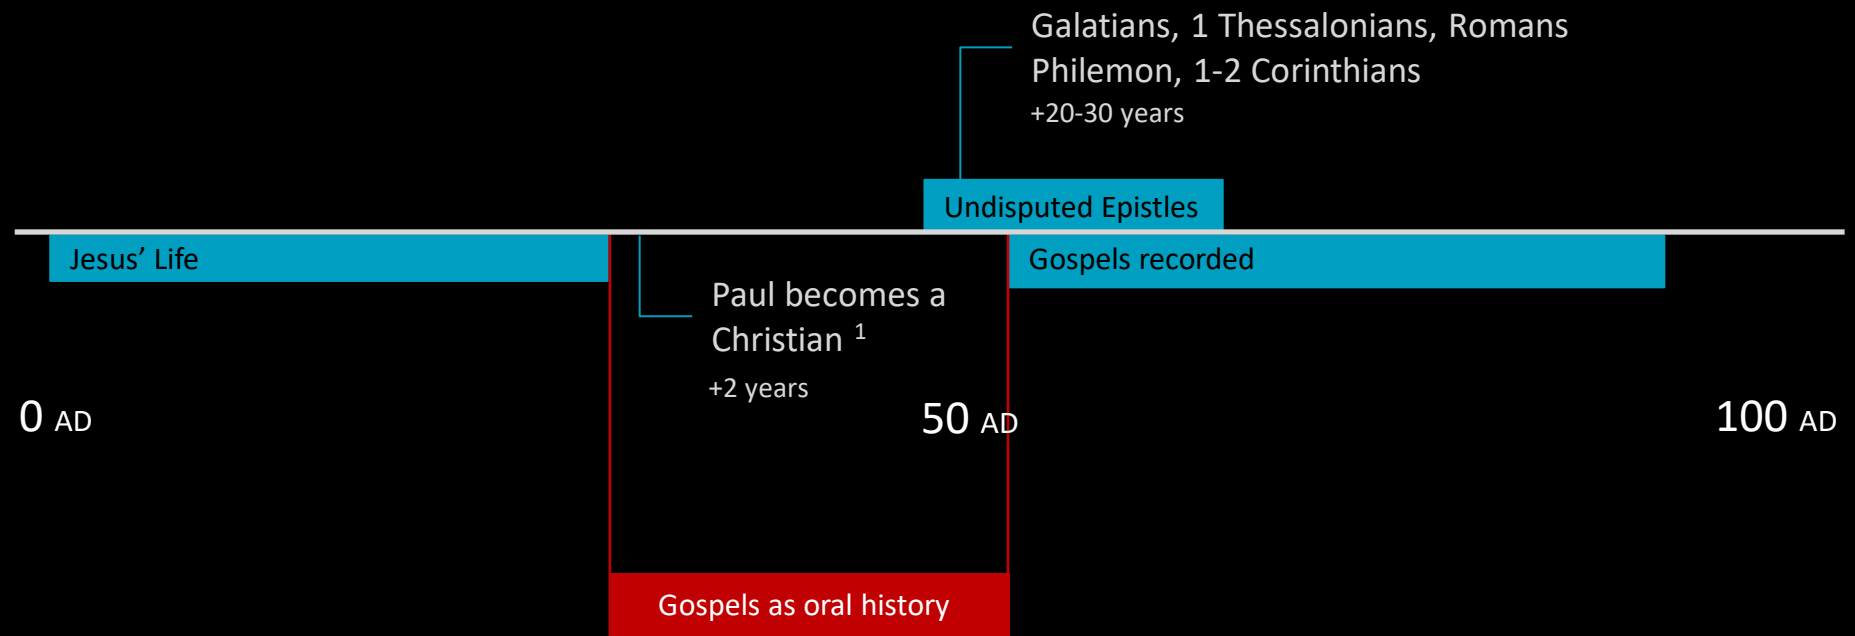 Galatians, 1 Thessalonians, Romans
Philemon, 1-2 Corinthians
+20-30 years
Undisputed Epistles
Jesus’ Life
Gospels recorded
Paul becomes a
Christian 1
+2 years
0 AD
50 AD
100 AD
Gospels as oral history